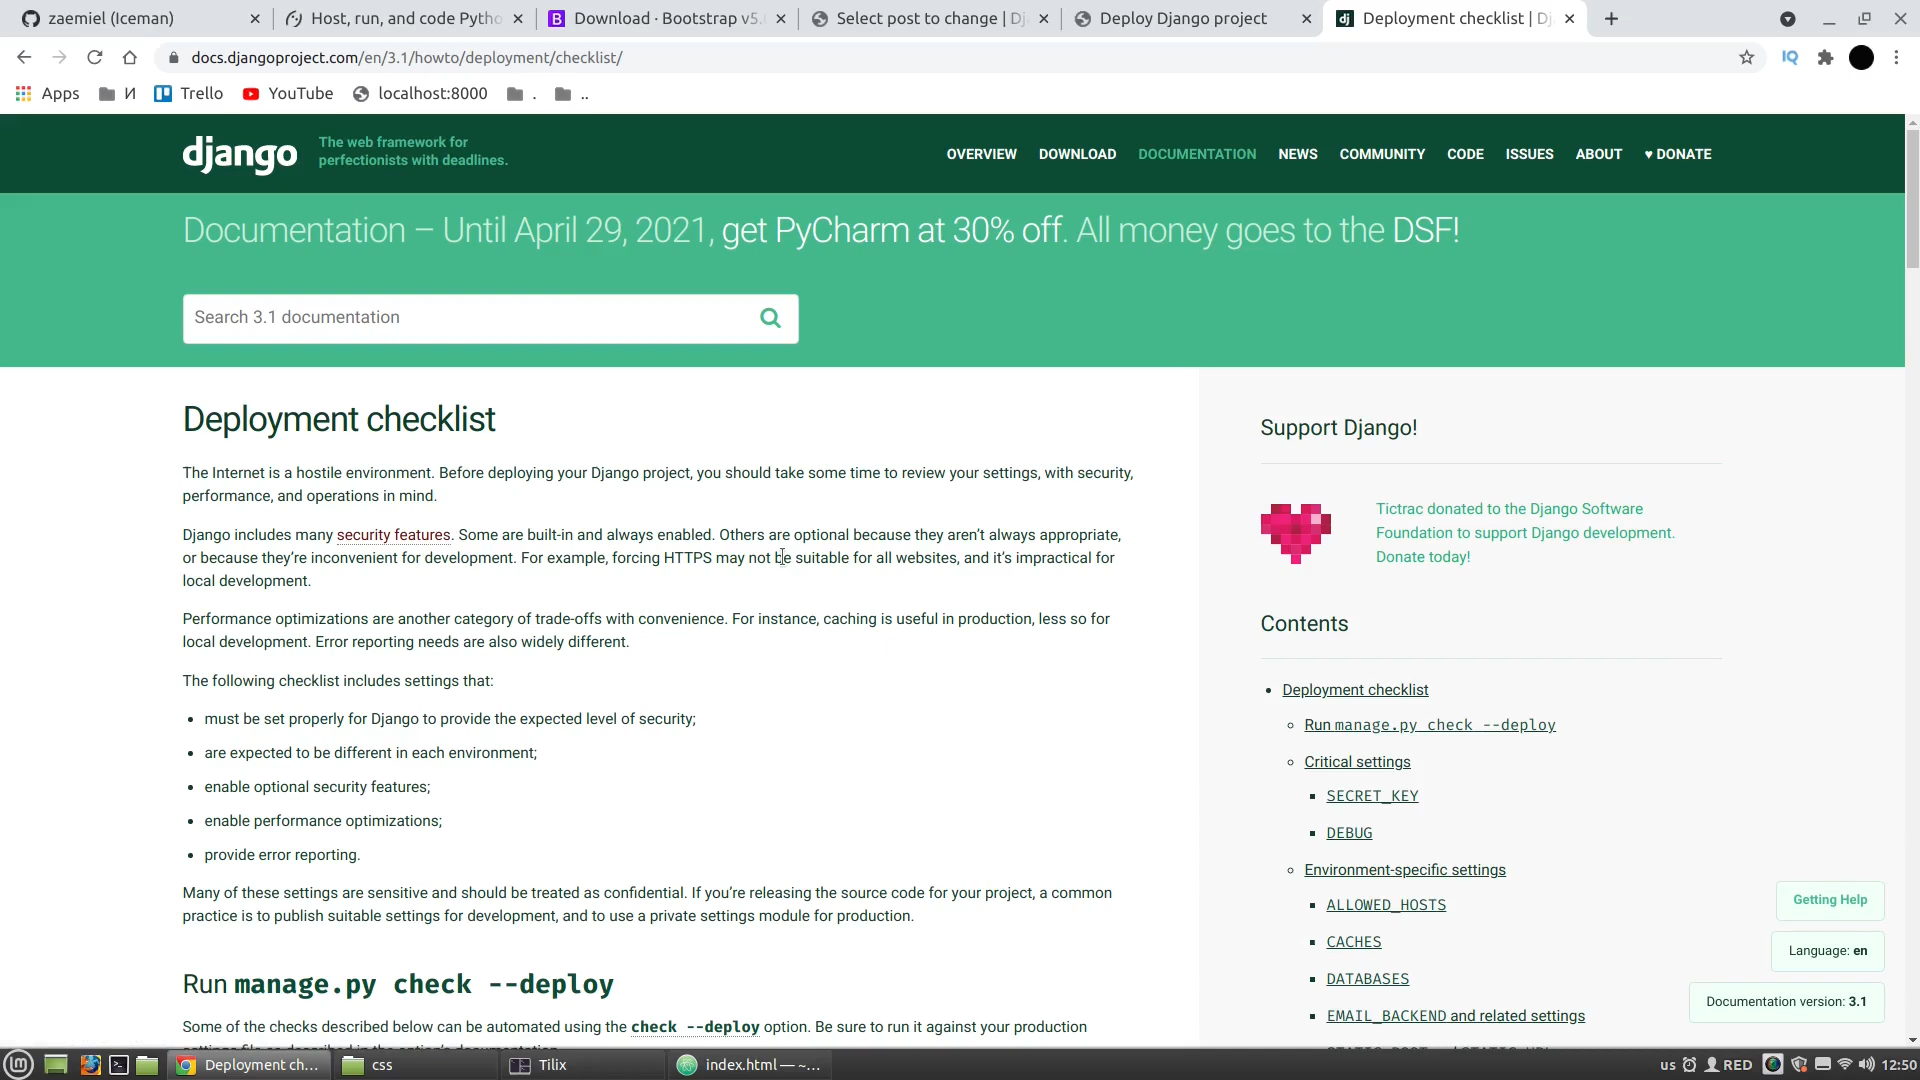 zaemiel (Iceman)
Host, run, and code Pytho
Download · Bootstrap v5.
Select post to change | Dj
Deploy Django project
Deployment checklist | Dj
docs.djangoproject.com/en/3.1/howto/deployment/checklist/
IQ
Apps
И
Trello
YouTube
localhost:8000
.
..
django
The web framework for
perfectionists with deadlines.
OVERVIEW
DOWNLOAD
DOCUMENTATION
NEWS
COMMUNITY
CODE
ISSUES
ABOUT
♥ DONATE
Documentation – Until April 29, 2021, get PyCharm at 30% off. All money goes to the DSF!
Search 3.1 documentation
Deployment checklist
The Internet is a hostile environment. Before deploying your Django project, you should take some time to review your settings, with security,
performance, and operations in mind.
Django includes many security features. Some are built-in and always enabled. Others are optional because they aren’t always appropriate,
or because they’re inconvenient for development. For example, forcing HTTPS may not be suitable for all websites, and it’s impractical for
local development.
Performance optimizations are another category of trade-offs with convenience. For instance, caching is useful in production, less so for
local development. Error reporting needs are also widely different.
The following checklist includes settings that:
• must be set properly for Django to provide the expected level of security;
• are expected to be different in each environment;
• enable optional security features;
• enable performance optimizations;
• provide error reporting.
Many of these settings are sensitive and should be treated as confidential. If you’re releasing the source code for your project, a common
practice is to publish suitable settings for development, and to use a private settings module for production.
Run manage.py check --deploy
Some of the checks described below can be automated using the check --deploy option. Be sure to run it against your production
settings file as described in the option’s documentation.
Support Django!
Tictrac donated to the Django Software
Foundation to support Django development.
Donate today!
Contents
• Deployment checklist
◦ Run manage.py check --deploy
◦ Critical settings
▪ SECRET_KEY
▪ DEBUG
◦ Environment-specific settings
▪ ALLOWED_HOSTS
▪ CACHES
▪ DATABASES
▪ EMAIL_BACKEND and related settings
Getting Help
Language: en
Documentation version: 3.1
Deployment ch...
css
Tilix
index.html — ~...
us
RED
12:50